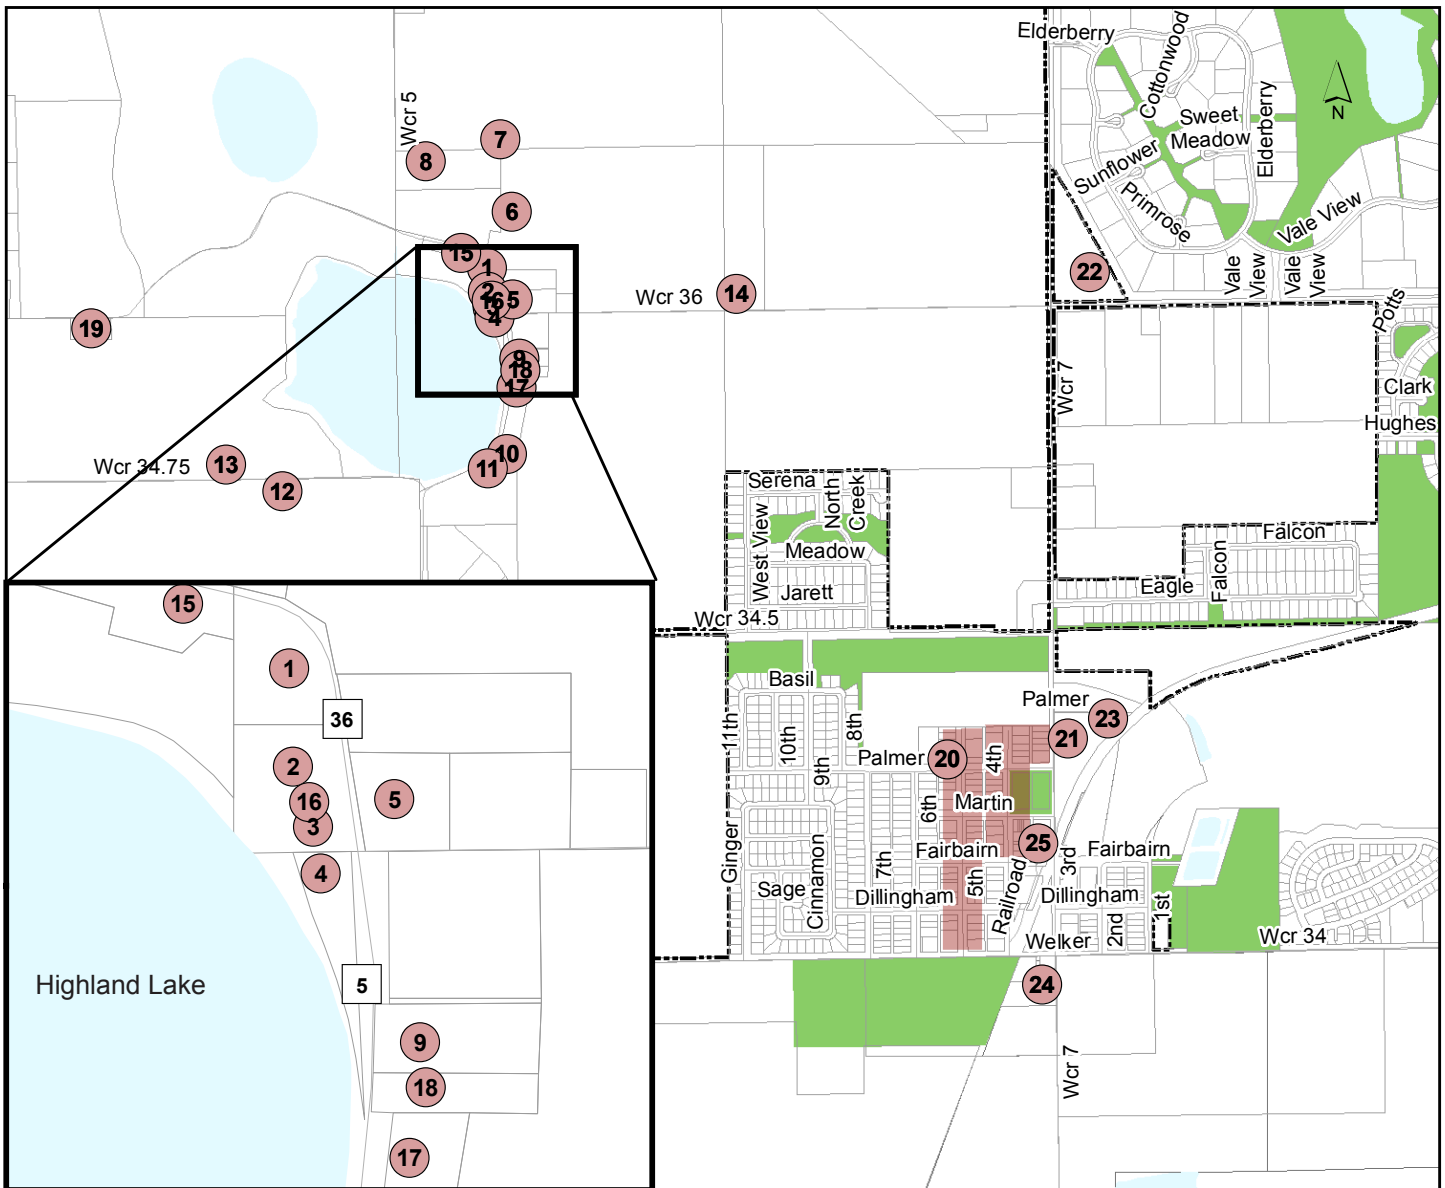 Elderberry
Cottonwood
Sweet
Meadow
Elderberry
Sunflower
Primrose
Vale View
Vale
View
Vale
View
N
Wcr 5
7
8
6
15
1
2
16
5
3
4
9
18
17
10
11
Wcr 36
14
19
Wcr 34.75
13
12
22
Wcr 7
Potts
Clark
Hughes
Serena
North
Creek
West View
Meadow
Jarett
Falcon
Falcon
Eagle
Wcr 34.5
Basil
11th
10th
9th
8th
Palmer
20
4th
Palmer
21
23
6th
Martin
25
Ginger
Cinnamon
Sage
7th
Fairbairn
5th
Dillingham
Railroad
3rd
Fairbairn
Dillingham
2nd
1st
Welker
Wcr 34
24
Wcr 7
15
1
36
2
16
3
5
4
Highland Lake
5
9
18
17